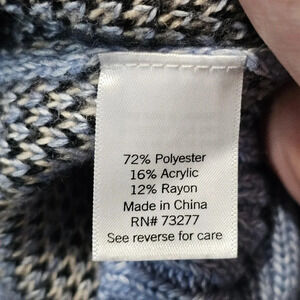 72% Polyester
16% Acrylic
12% Rayon
Made in China
RN# 73277
See reverse for care